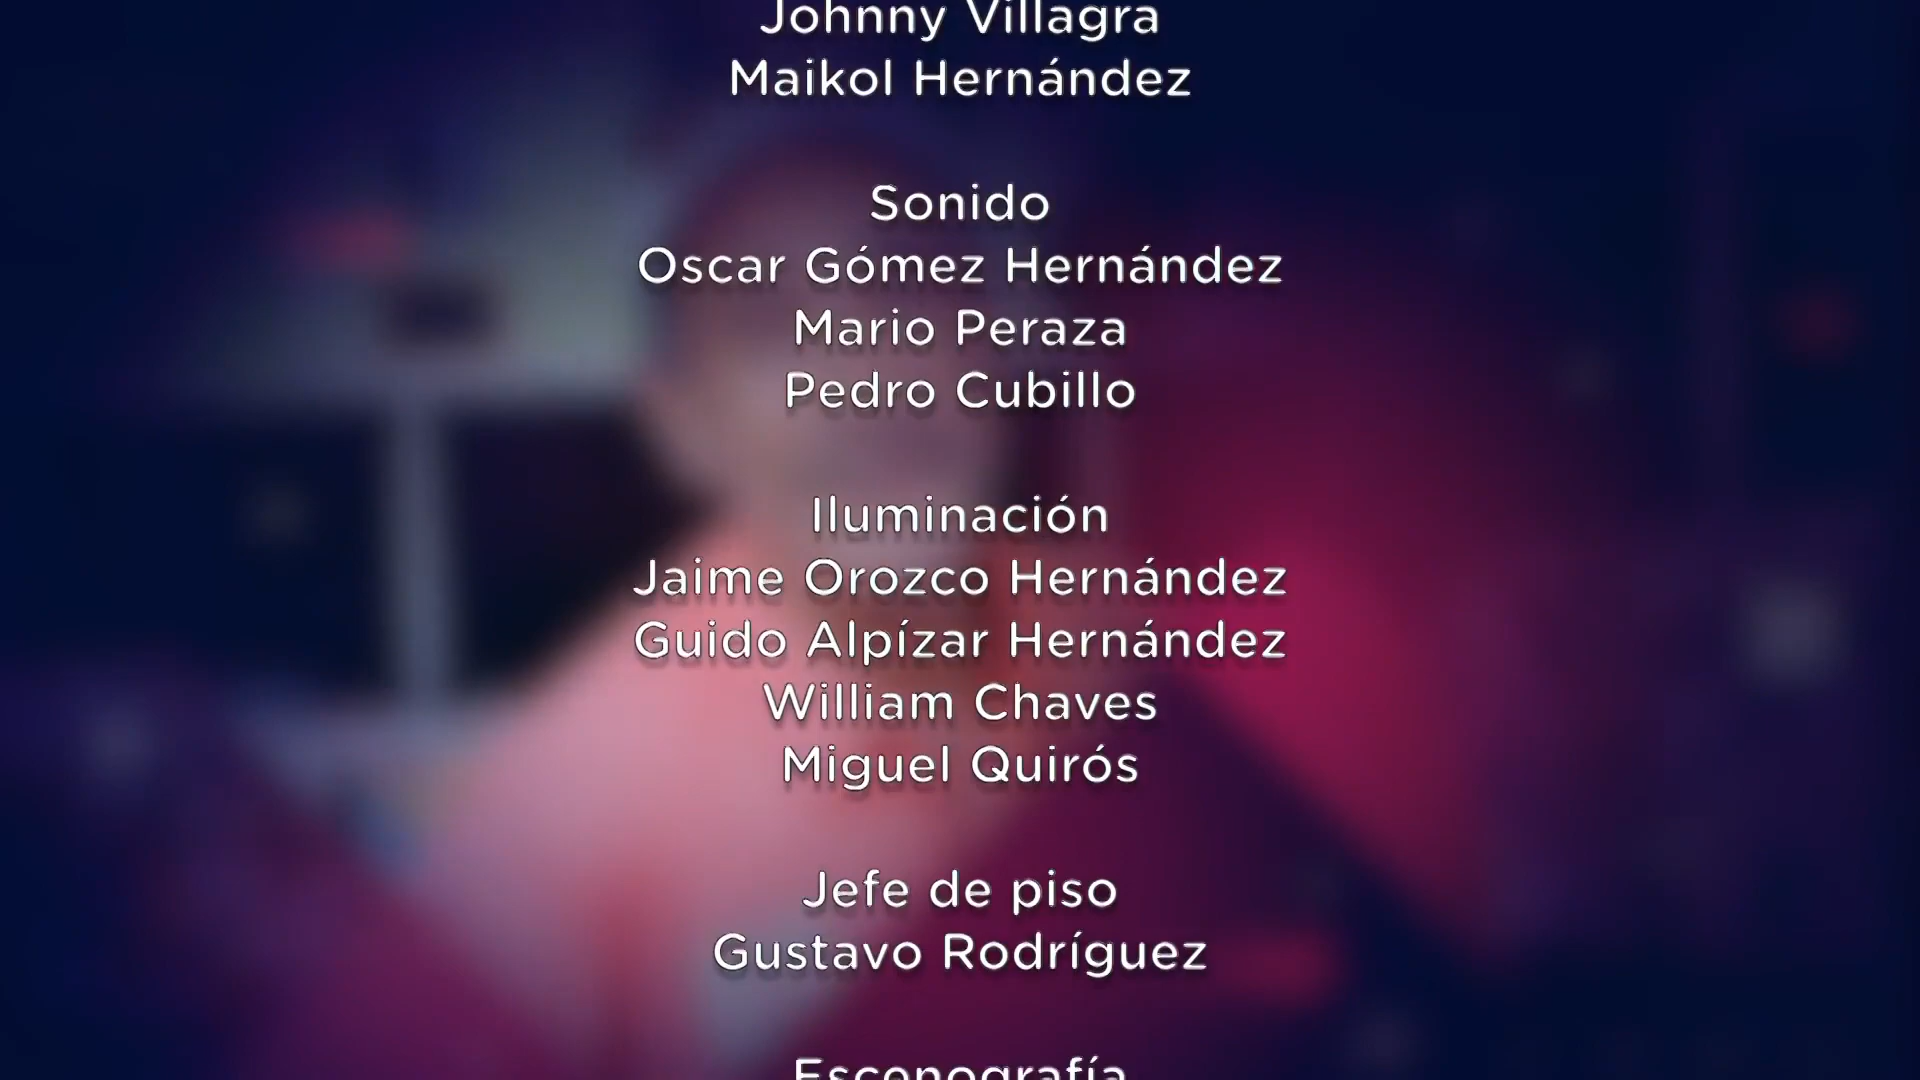 Johnny Villagra
Maikol Hernández
Sonido
Oscar Gómez Hernández
Mario Peraza
Pedro Cubillo
Iluminación
Jaime Orozco Hernández
Guido Alpízar Hernández
William Chaves
Miguel Quirós
Jefe de piso
Gustavo Rodríguez
Escenografía